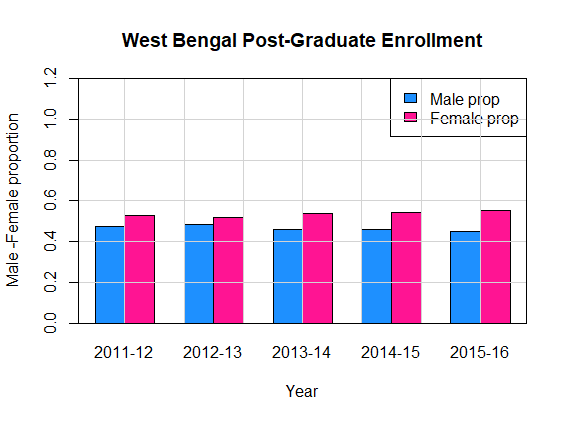 West Bengal Post-Graduate Enrollment
Male prop
Female prop
Male -Female proportion
1.2
1.0
0.8
0.6
0.4
0.2
0.0
2011-12 2012-13 2013-14 2014-15 2015-16
Year